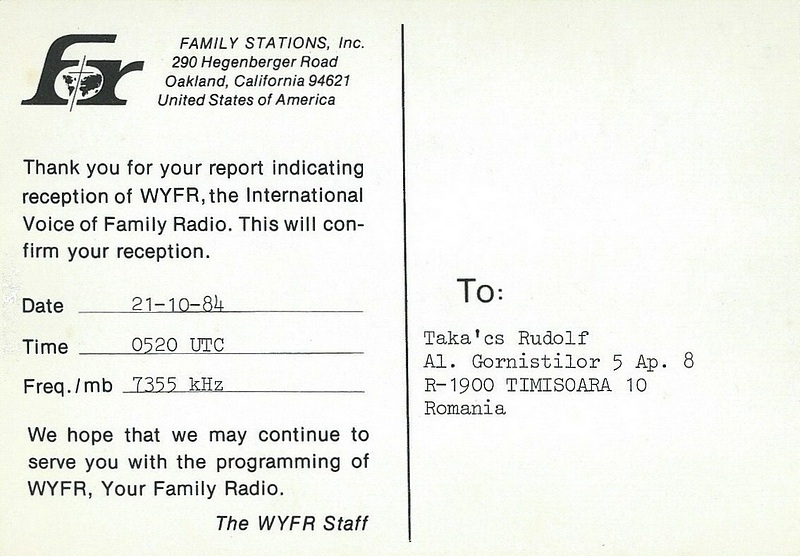 fr
FAMILY STATIONS, Inc.
290 Hegenberger Road
Oakland, California 94621
United States of America
Thank you for your report indicating
reception of WYFR, the International
Voice of Family Radio. This will con-
firm your reception.
Date 21-10-84
Time 0520 UTC
Freq./mb 7355 kHz
We hope that we may continue to
serve you with the programming of
WYFR, Your Family Radio.
The WYFR Staff
To:
Taka'cs Rudolf
Al. Gornistilor 5 Ap. 8
R-1900 TIMISOARA 10
Romania